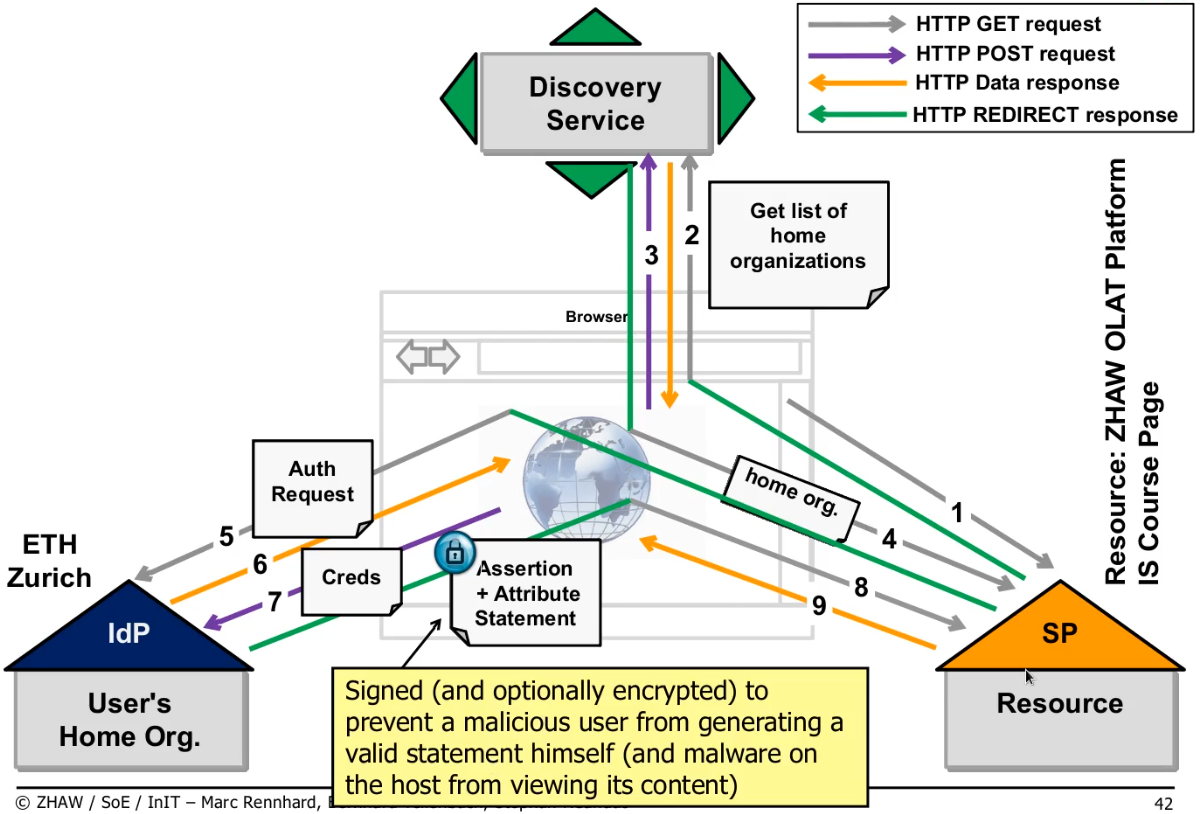 HTTP GET request
HTTP POST request
HTTP Data response
HTTP REDIRECT response
Discovery
Service
Get list of
home
organizations
2
3
Browser
Resource: ZHAW OLAT Platform
IS Course Page
Auth
Request
home org.
1
4
5
6
7
8
9
ETH
Zurich
Creds
Assertion
+ Attribute
Statement
IdP
User's
Home Org.
SP
Resource
Signed (and optionally encrypted) to
prevent a malicious user from generating a
valid statement himself (and malware on
the host from viewing its content)
© ZHAW / SoE / InIT – Marc Rennhard,
42